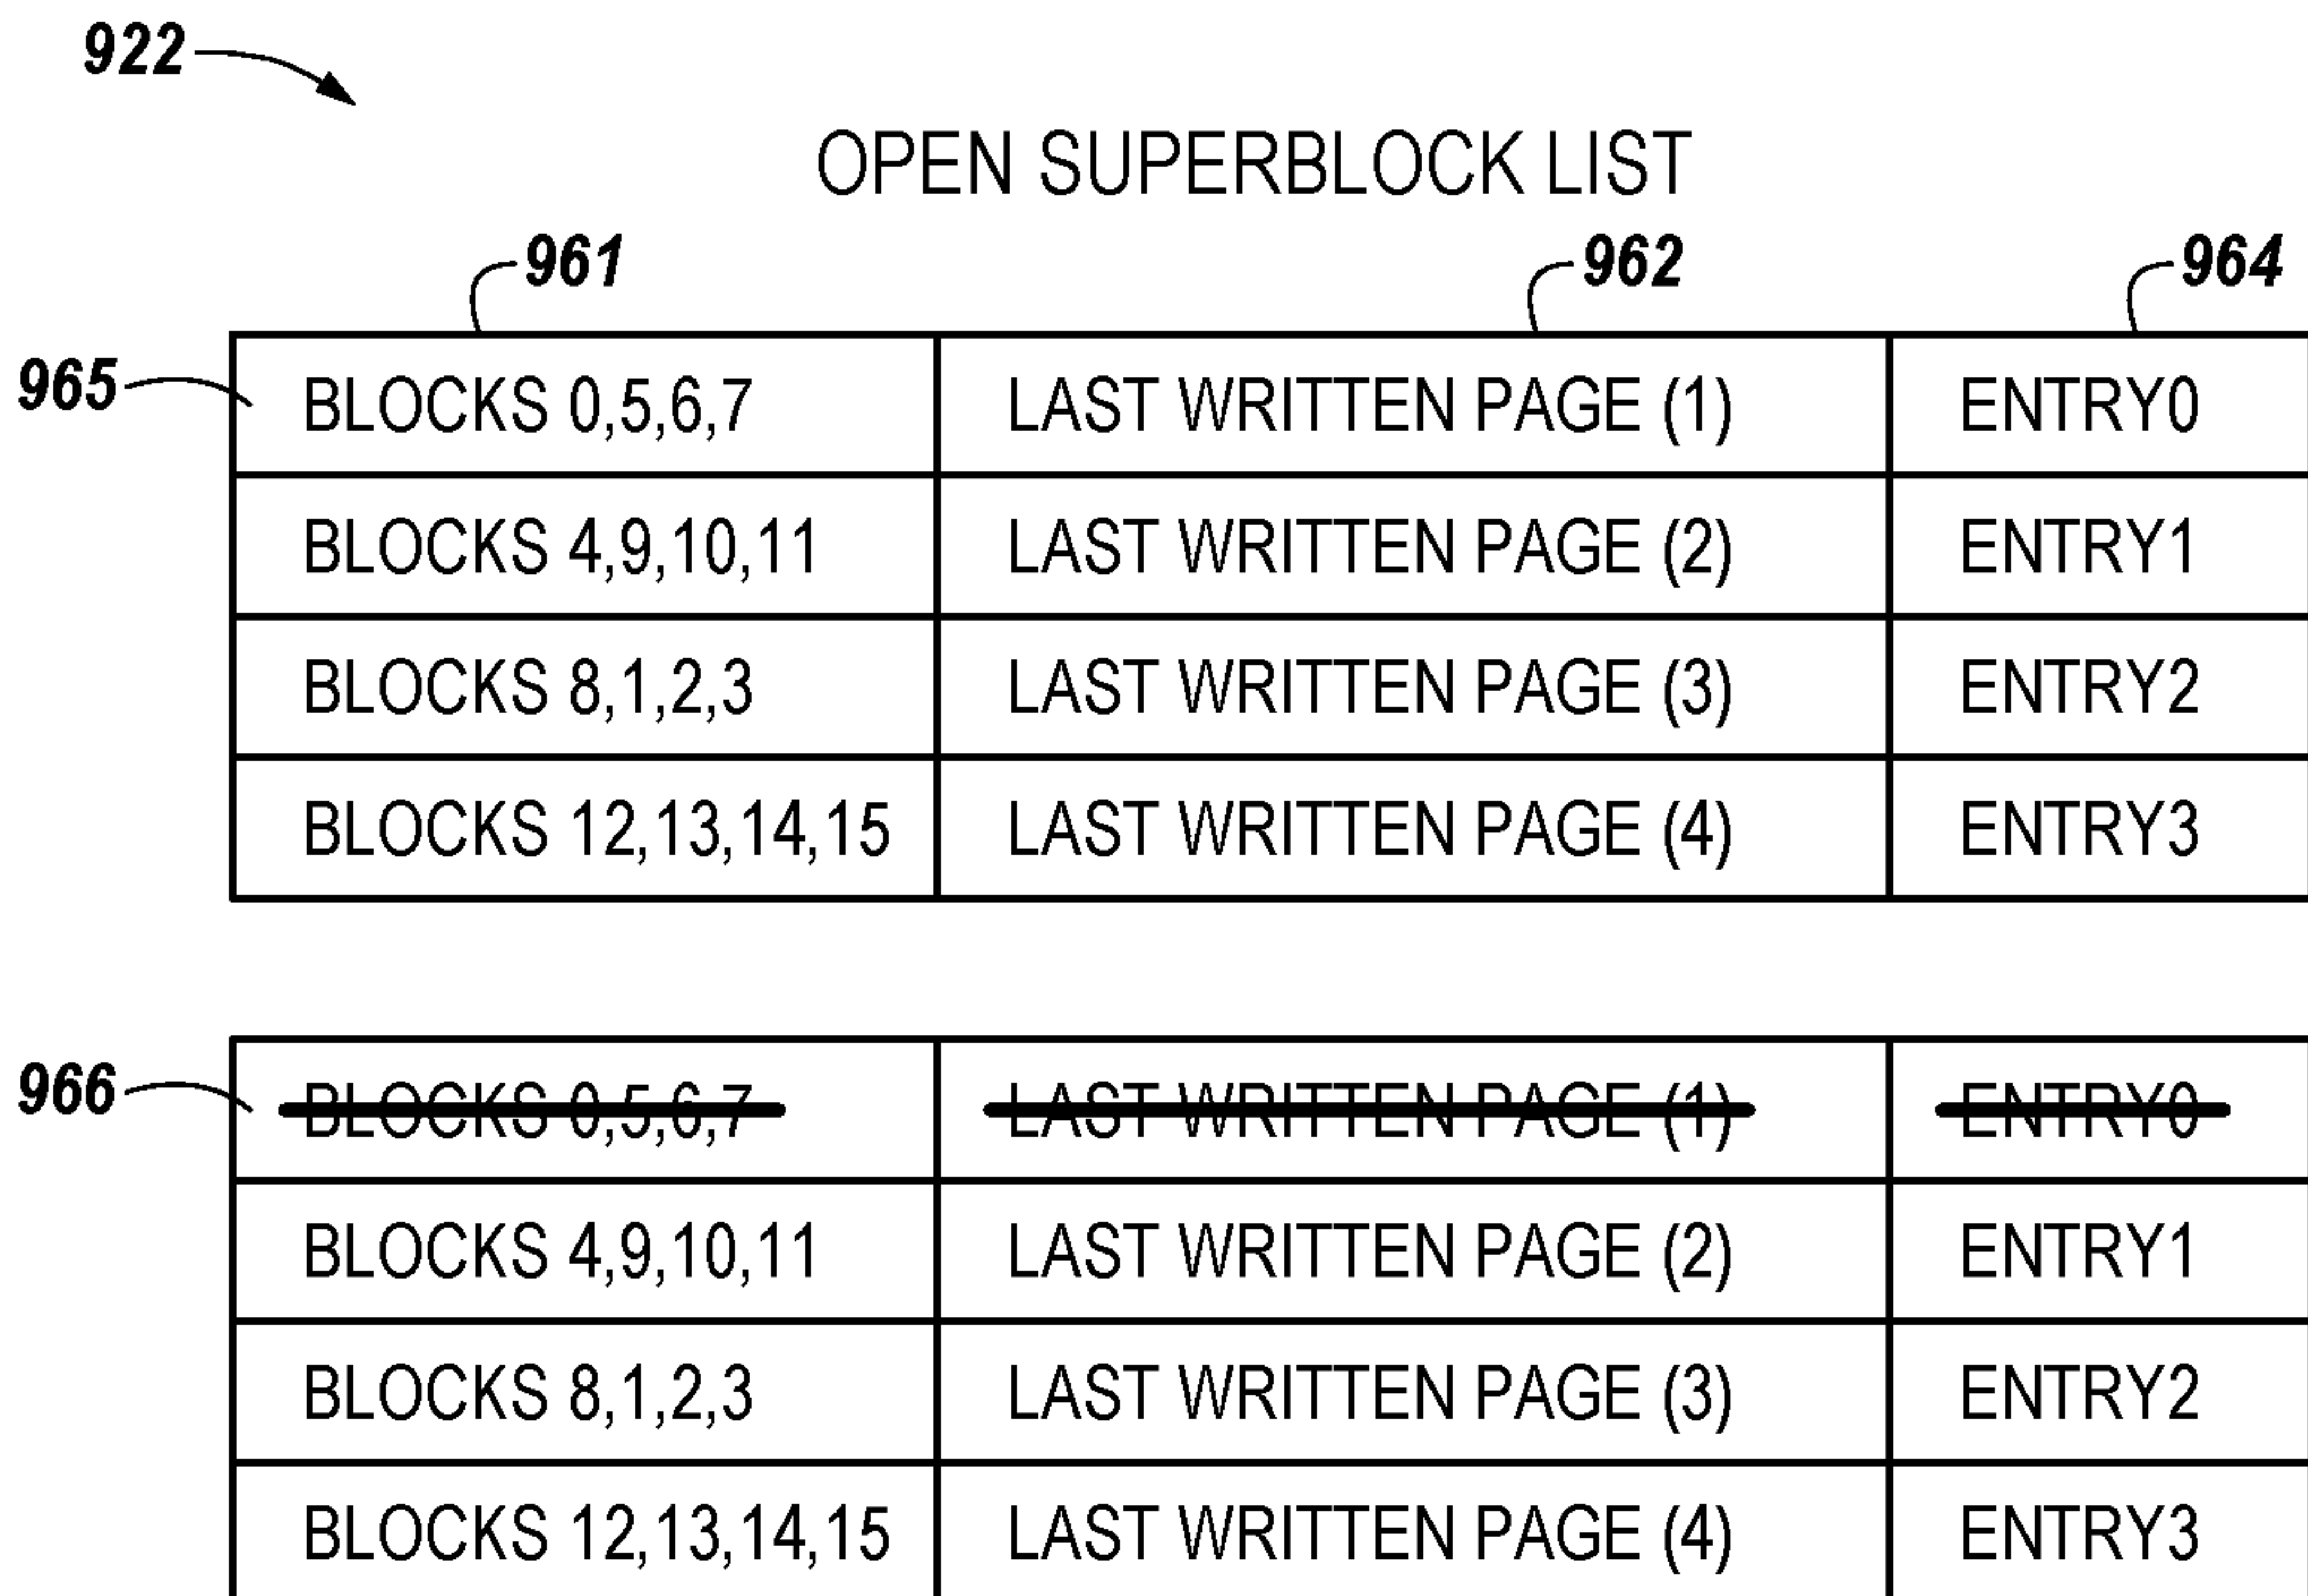 922
OPEN SUPERBLOCK LIST
961 962 964
965 BLOCKS 0,5,6,7 LAST WRITTEN PAGE (1) ENTRY0
BLOCKS 4,9,10,11 LAST WRITTEN PAGE (2) ENTRY1
BLOCKS 8,1,2,3 LAST WRITTEN PAGE (3) ENTRY2
BLOCKS 12,13,14,15 LAST WRITTEN PAGE (4) ENTRY3
966 BLOCKS 0,5,6,7 LAST WRITTEN PAGE (1) ENTRY0
BLOCKS 4,9,10,11 LAST WRITTEN PAGE (2) ENTRY1
BLOCKS 8,1,2,3 LAST WRITTEN PAGE (3) ENTRY2
BLOCKS 12,13,14,15 LAST WRITTEN PAGE (4) ENTRY3